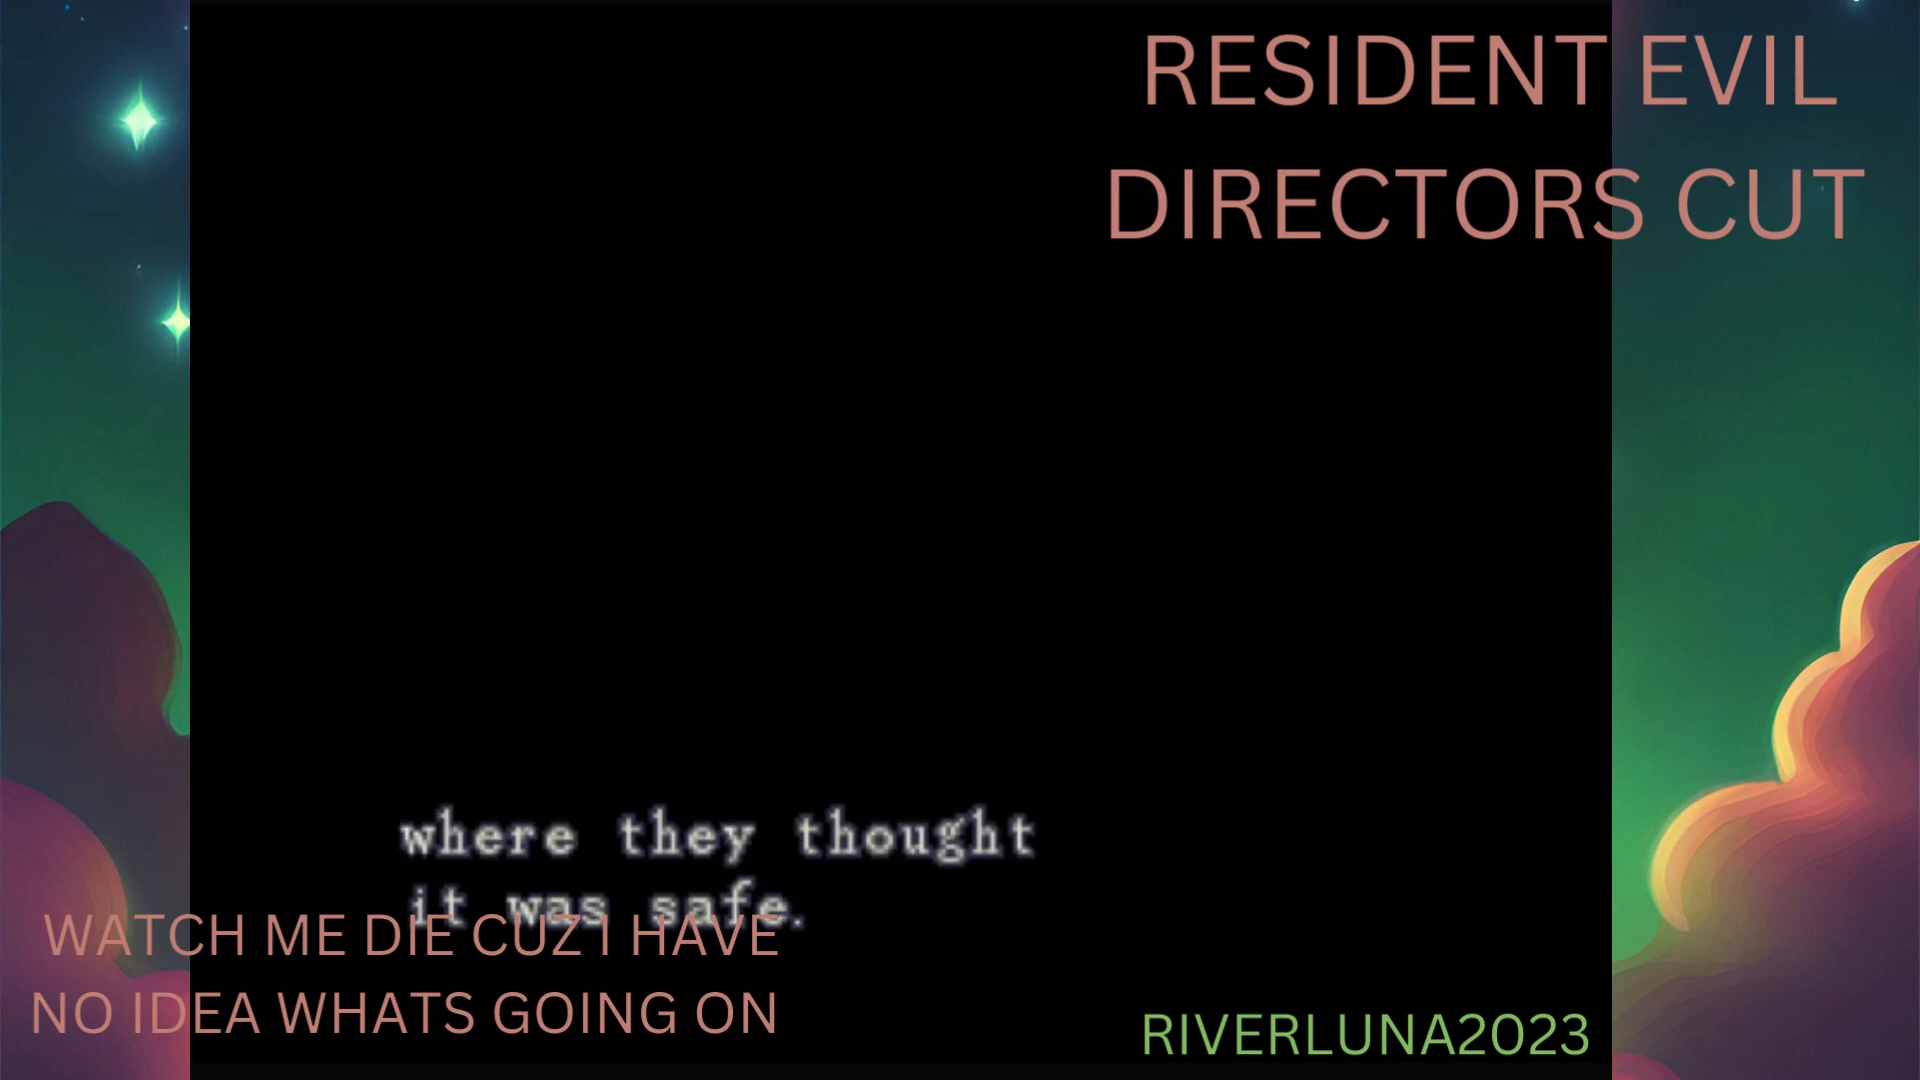 RESIDENT EVIL
DIRECTORS CUT
where they thought
it was safe.
WATCH ME DIE CUZ I HAVE
NO IDEA WHATS GOING ON
RIVERLUNA2023